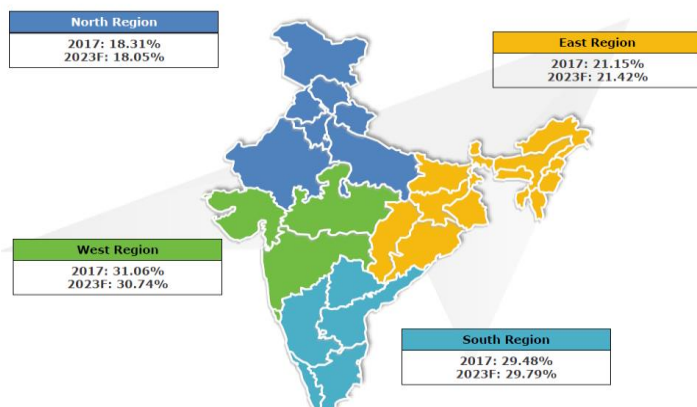 North Region
2017: 18.31%
2023F: 18.05%
East Region
2017: 21.15%
2023F: 21.42%
West Region
2017: 31.06%
2023F: 30.74%
South Region
2017: 29.48%
2023F: 29.79%